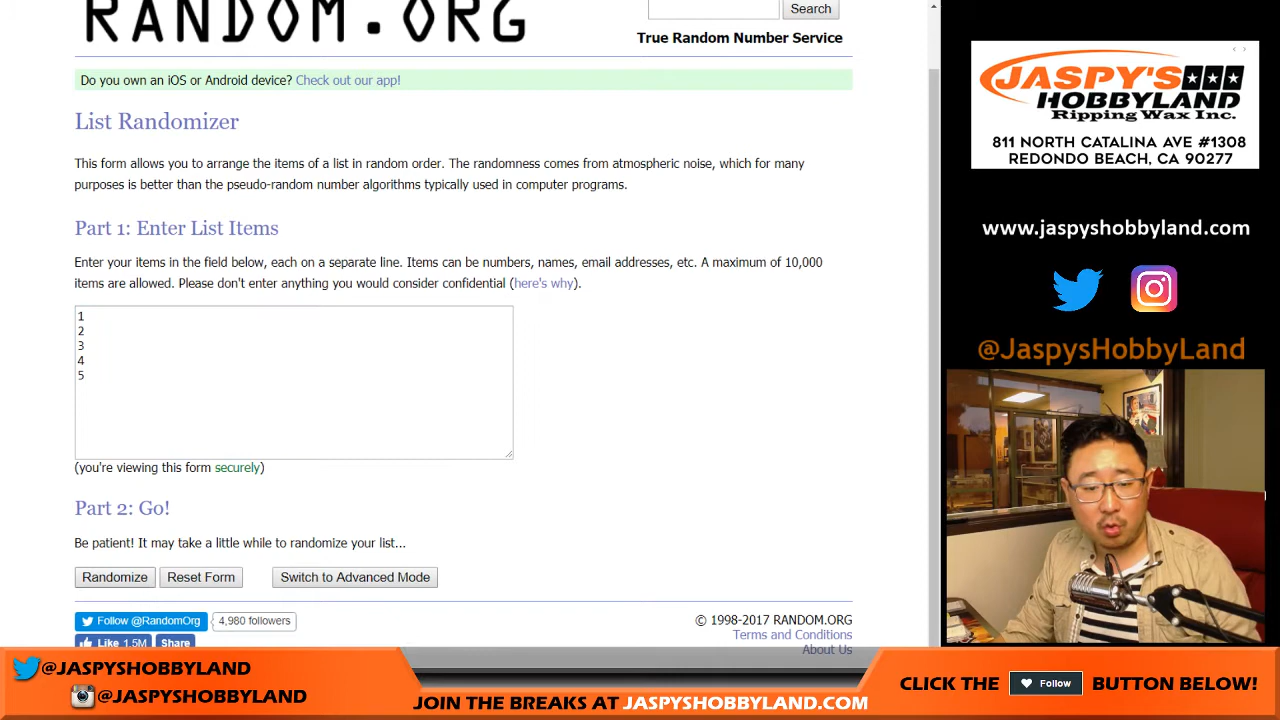 RANDOM.ORG
Search
True Random Number Service
Do you own an iOS or Android device? Check out our app!
List Randomizer
This form allows you to arrange the items of a list in random order. The randomness comes from atmospheric noise, which for many
purposes is better than the pseudo-random number algorithms typically used in computer programs.
Part 1: Enter List Items
Enter your items in the field below, each on a separate line. Items can be numbers, names, email addresses, etc. A maximum of 10,000
items are allowed. Please don't enter anything you would consider confidential (here's why).
1
2
3
4
5
(you're viewing this form securely)
Part 2: Go!
Be patient! It may take a little while to randomize your list...
Randomize Reset Form Switch to Advanced Mode
Follow @RandomOrg 4,980 followers
Like 1.5M Share
© 1998-2017 RANDOM.ORG
Terms and Conditions
About Us
JASPY'S
HOBBYLAND
Ripping Wax Inc.
811 NORTH CATALINA AVE #1308
REDONDO BEACH, CA 90277
www.jaspyshobbyland.com
@JaspysHobbyLand
@JASPYSHOBBYLAND
@JASPYSHOBBYLAND
JOIN THE BREAKS AT JASPYSHOBBYLAND.COM
CLICK THE Follow BUTTON BELOW!